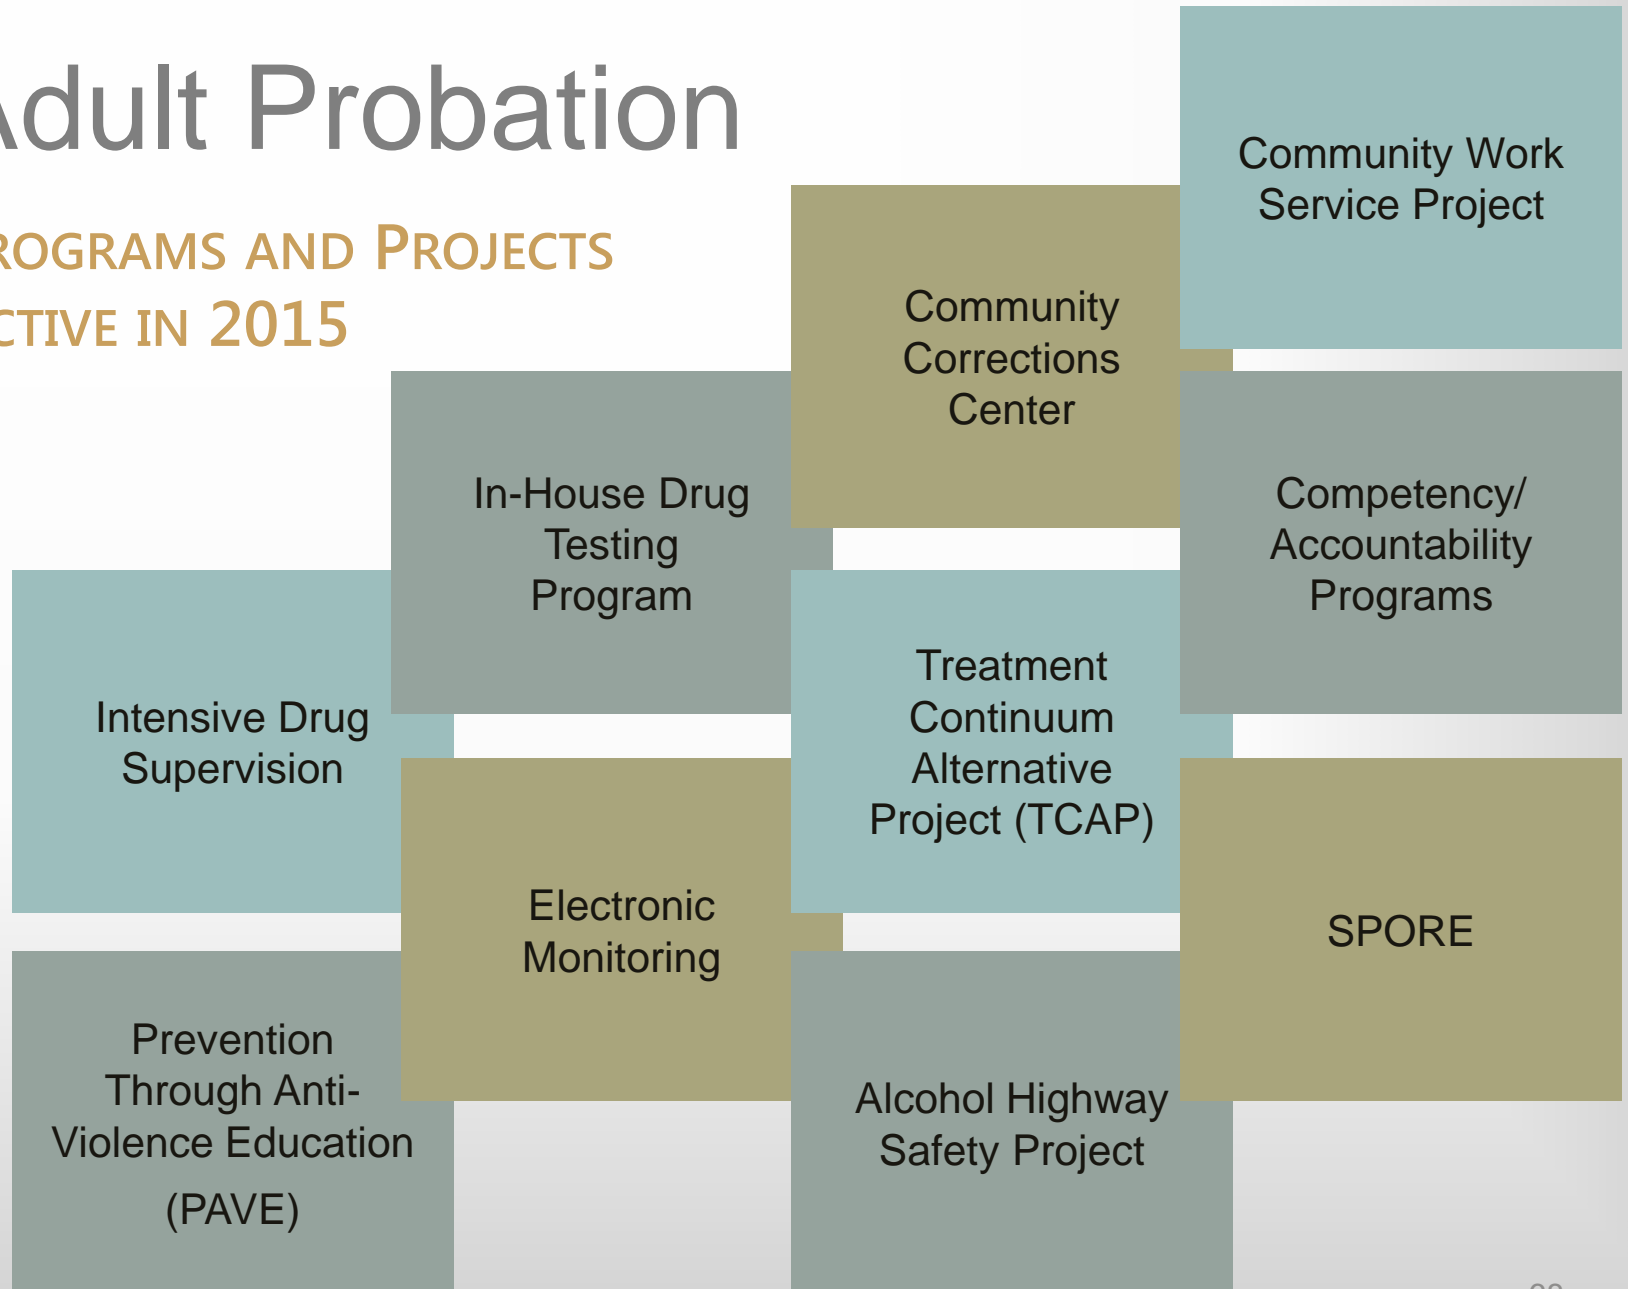 Adult Probation
ROGRAMS AND PROJECTS
CTIVE IN 2015
Community Work
Service Project
Community
Corrections
Center
In-House Drug
Testing
Program
Competency/
Accountability
Programs
Intensive Drug
Supervision
Treatment
Continuum
Alternative
Project (TCAP)
Electronic
Monitoring
SPORE
Prevention
Through Anti-
Violence Education
(PAVE)
Alcohol Highway
Safety Project